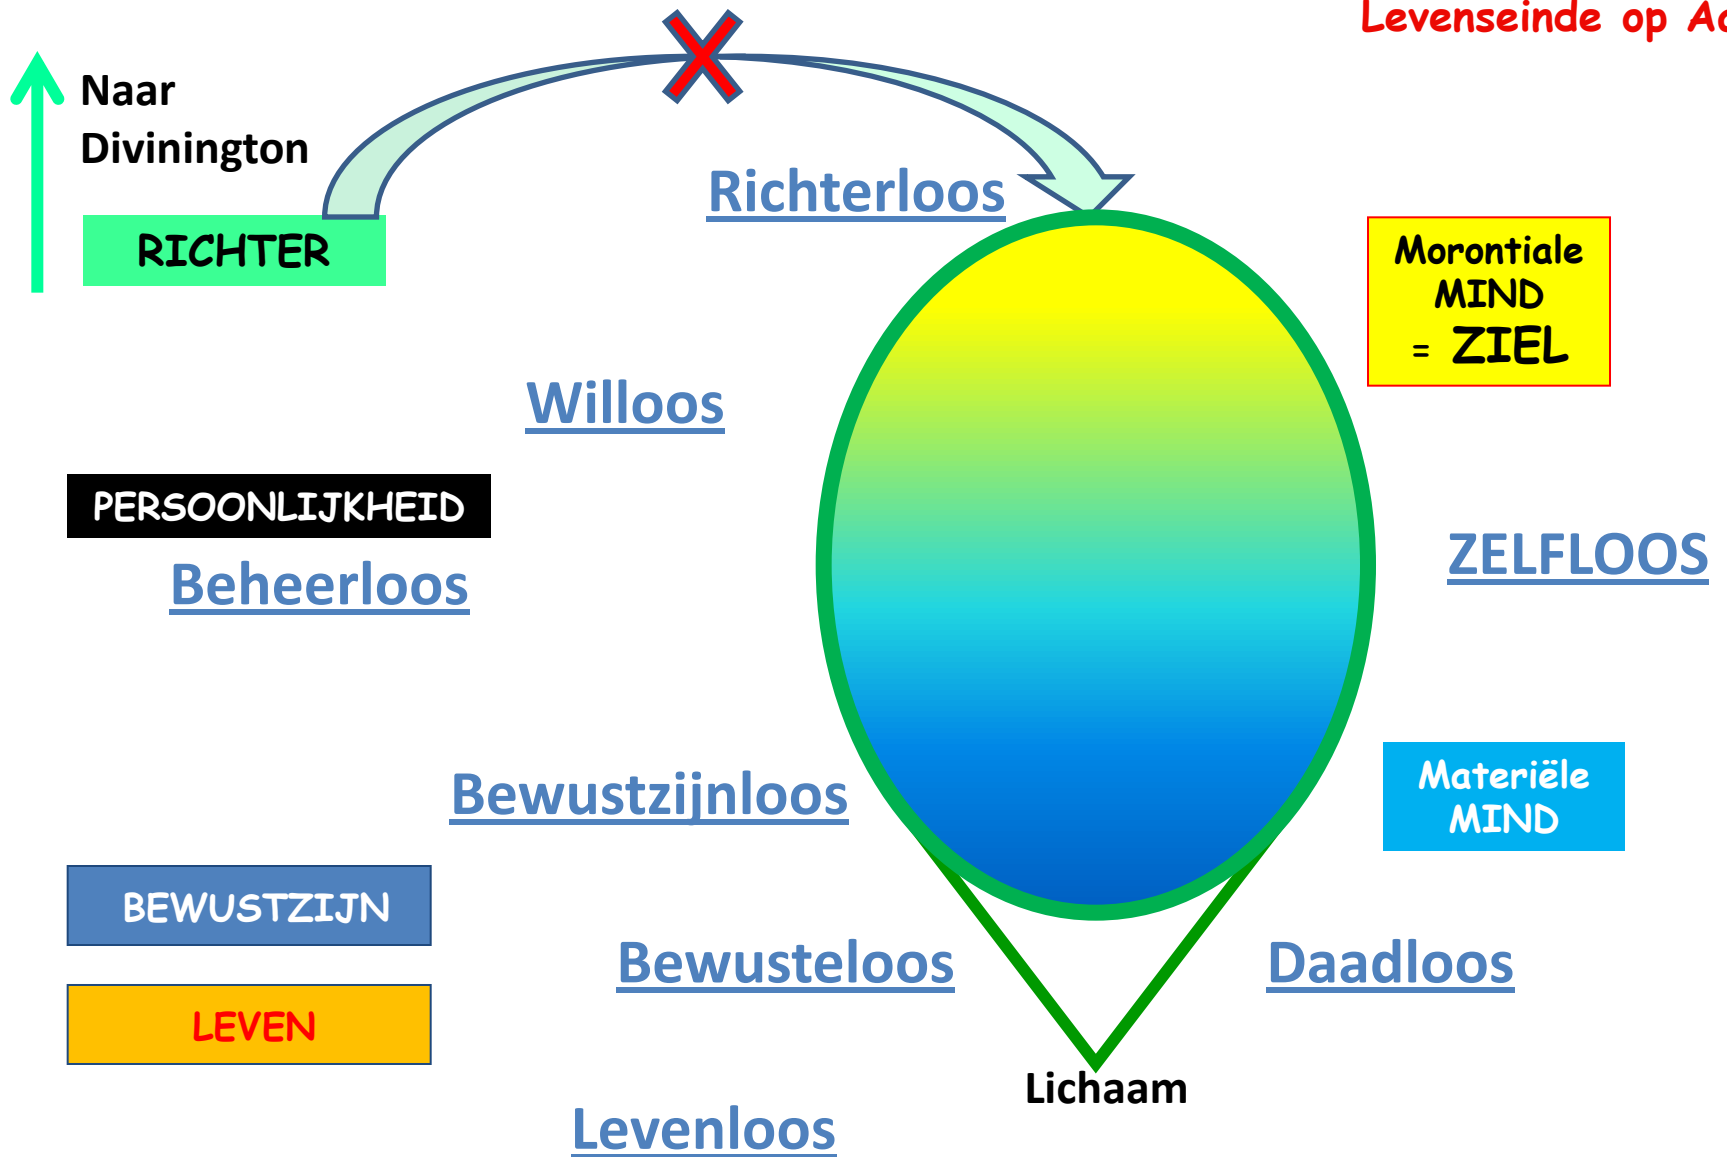 Levenseinde op
Naar
Divinington
Richterloos
RICHTER
Morontiale
MIND
= ZIEL
Willoos
PERSOONLIJKHEID
ZELFLOOS
Beheerloos
Bewustzijnloos
Materiële
MIND
BEWUSTZIJN
Bewusteloos
Daadloos
LEVEN
Lichaam
Levenloos